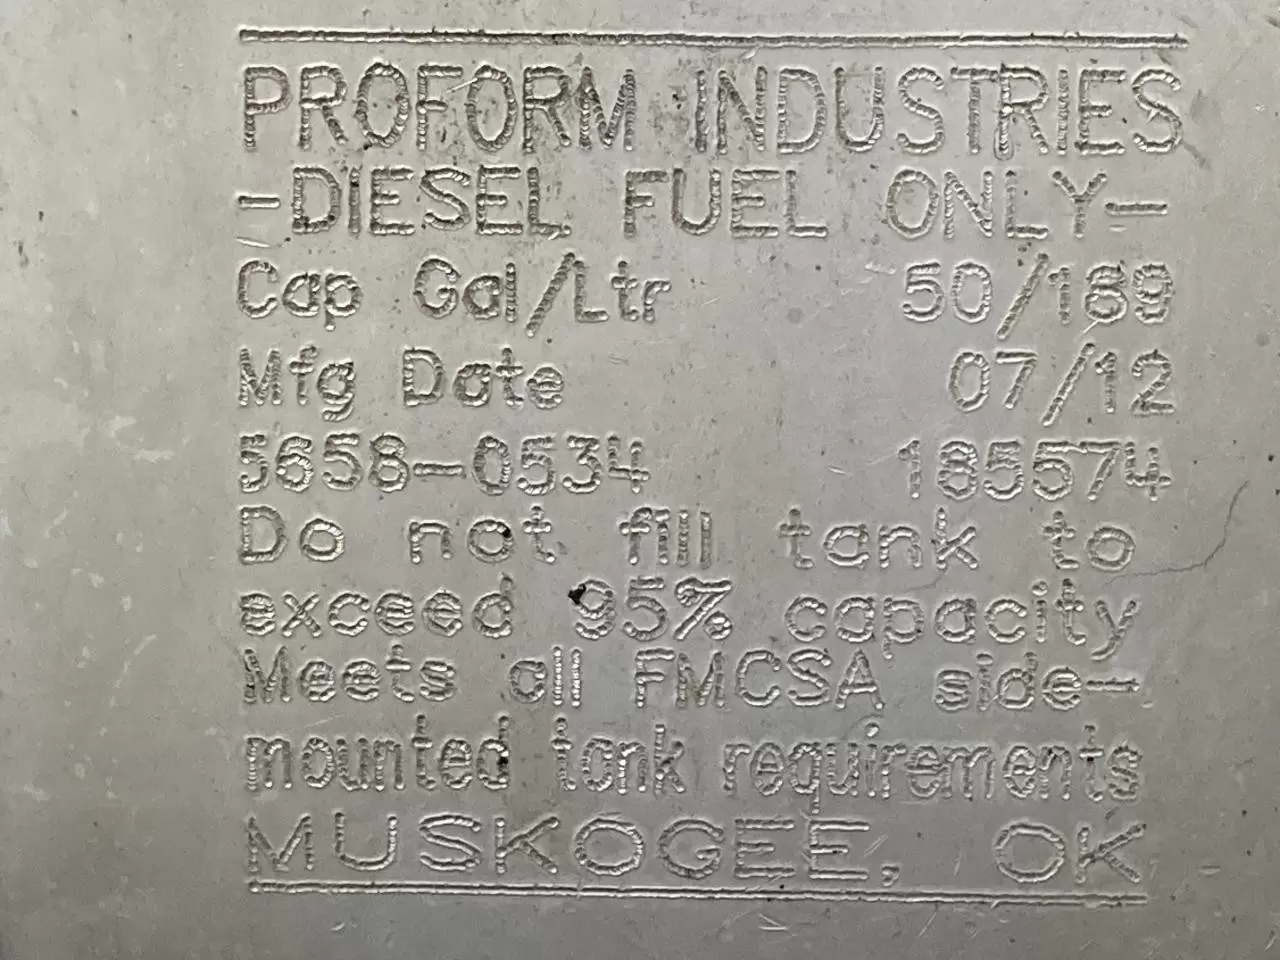 PROFORM INDUSTRIES
-DIESEL FUEL ONLY-
Cap Gal/Ltr 50/189
Mfg Date 07/12
5658-0534 185574
Do not fill tank to
exceed 95% capacity
Meets all FMCSA side-
mounted tank requirements
MUSKOGEE, OK